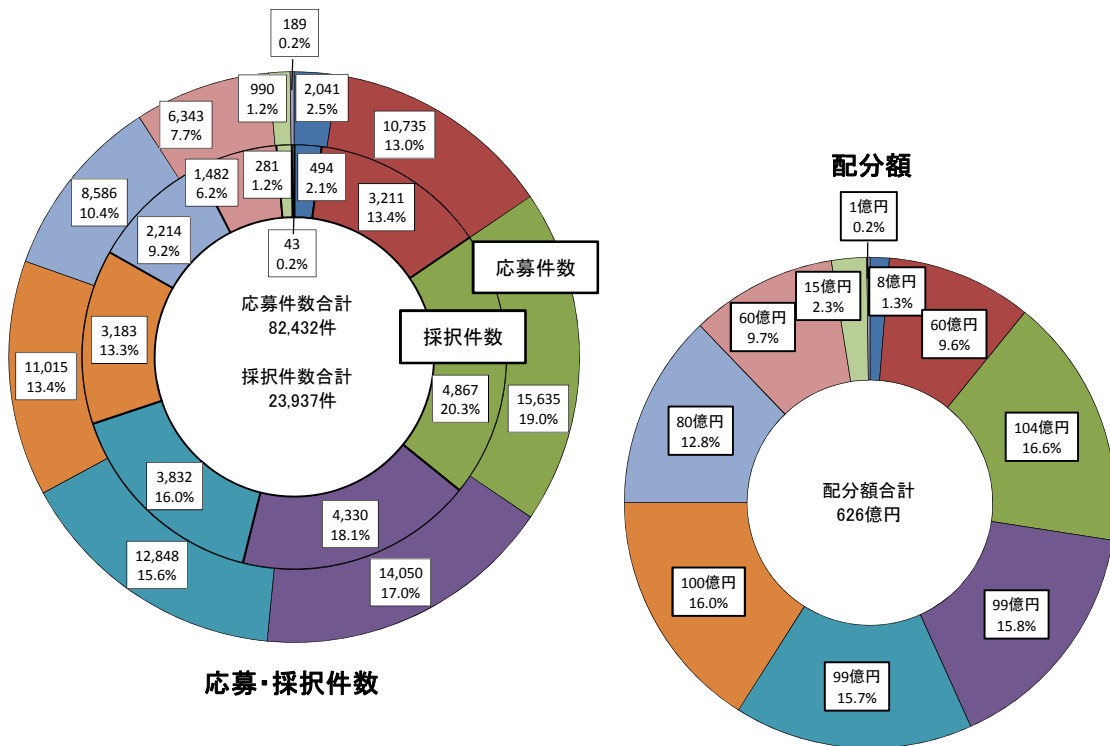 189
0.2%
990
1.2%
2,041
2.5%
6,343
7.7%
10,735
13.0%
8,586
10.4%
1,482
6.2%
281
1.2%
494
2.1%
3,211
13.4%
2,214
9.2%
43
0.2%
応募件数
応募件数合計
82,432件
採択件数
採択件数合計
23,937件
3,183
13.3%
11,015
13.4%
4,867
20.3%
15,635
19.0%
3,832
16.0%
4,330
18.1%
12,848
15.6%
14,050
17.0%
応募・採択件数
配分額
1億円
0.2%
15億円
2.3%
8億円
1.3%
60億円
9.7%
60億円
9.6%
80億円
12.8%
104億円
16.6%
配分額合計
626億円
100億円
16.0%
99億円
15.8%
99億円
15.7%